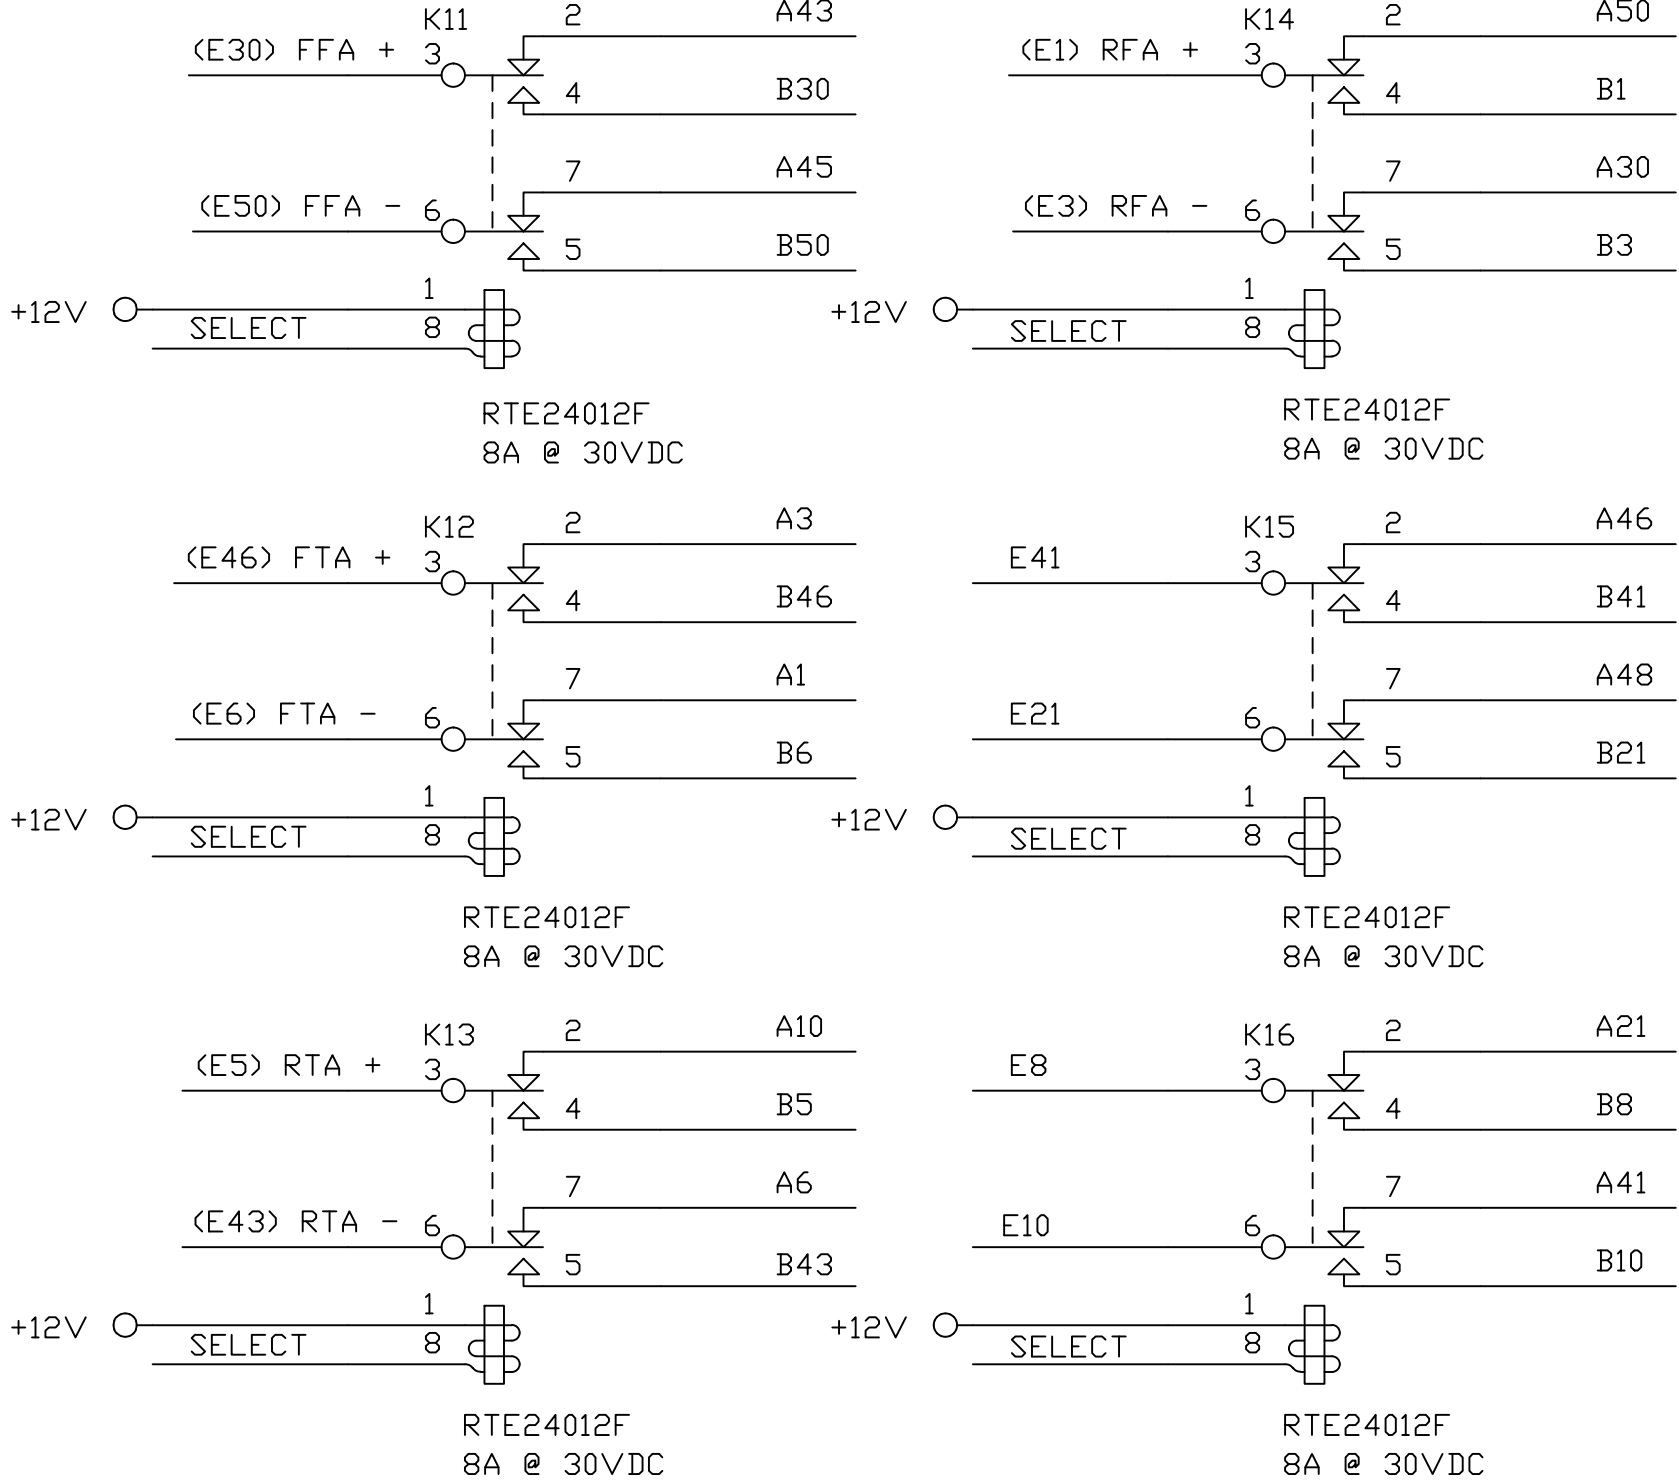 K11
2
A43
(E30) FFA +
3
4
B30
7
A45
(E50) FFA -
6
5
B50
+12V
1
SELECT
8
RTE24012F
8A @ 30VDC
K14
2
A50
(E1) RFA +
3
4
B1
7
A30
(E3) RFA -
6
5
B3
+12V
1
SELECT
8
RTE24012F
8A @ 30VDC
K12
2
A3
(E46) FTA +
3
4
B46
7
A1
(E6) FTA -
6
5
B6
+12V
1
SELECT
8
RTE24012F
8A @ 30VDC
K15
2
A46
E41
3
4
B41
7
A48
E21
6
5
B21
+12V
1
SELECT
8
RTE24012F
8A @ 30VDC
K13
2
A10
(E5) RTA +
3
4
B5
7
A6
(E43) RTA -
6
5
B43
+12V
1
SELECT
8
RTE24012F
8A @ 30VDC
K16
2
A21
E8
3
4
B8
7
A41
E10
6
5
B10
+12V
1
SELECT
8
RTE24012F
8A @ 30VDC